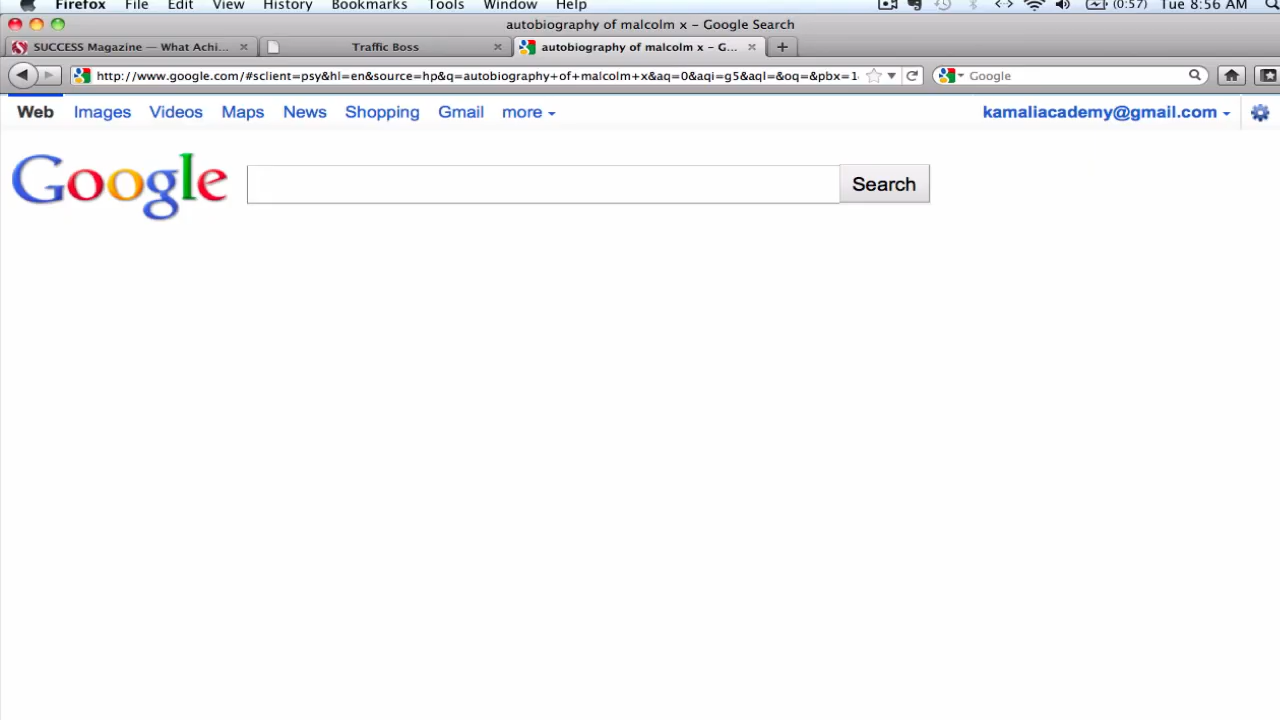 Firefox File Edit View History Bookmarks Tools Window Help (0:57) Tue 8:56 AM
autobiography of malcolm x - Google Search
SUCCESS Magazine — What Achi... Traffic Boss autobiography of malcolm x - G...
http://www.google.com/#sclient=psy&hl=en&source=hp&q=autobiography+of+malcolm+x&aq=0&aqi=g5&aql=&oq=&pbx=1 Google
Web Images Videos Maps News Shopping Gmail more kamaliacademy@gmail.com
Google Search